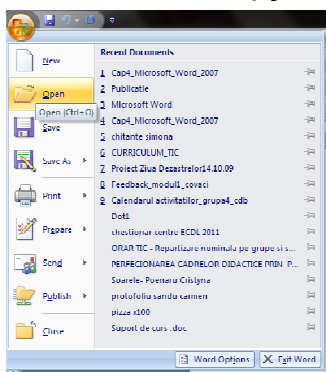 New
Open
Open (Ctrl+O)
Save
Save As
Print
Prepare
Send
Publish
Close
Recent Documents
1 Cap4_Microsoft_Word_2007
2 Publicatie
3 Microsoft Word
4 Cap4_Microsoft_Word_2007
5 chitante simona
6 CURRICULUM_TIC
7 Proiect Ziua Dezastrelor14.10.09
8 Feedback_modul1_covaci
9 Calendarul activitatilor_grupa4_cdb
Dot1
chestionar centre ECDL 2011
ORAR TIC - Repartizare nominala pe grupe si s...
PERFECTIONAREA CADRELOR DIDACTICE PRIN P...
Soarele- Poenaru Cristyna
protofoliu sandu carmen
pizza x100
Suport de curs .doc
Word Options
Exit Word